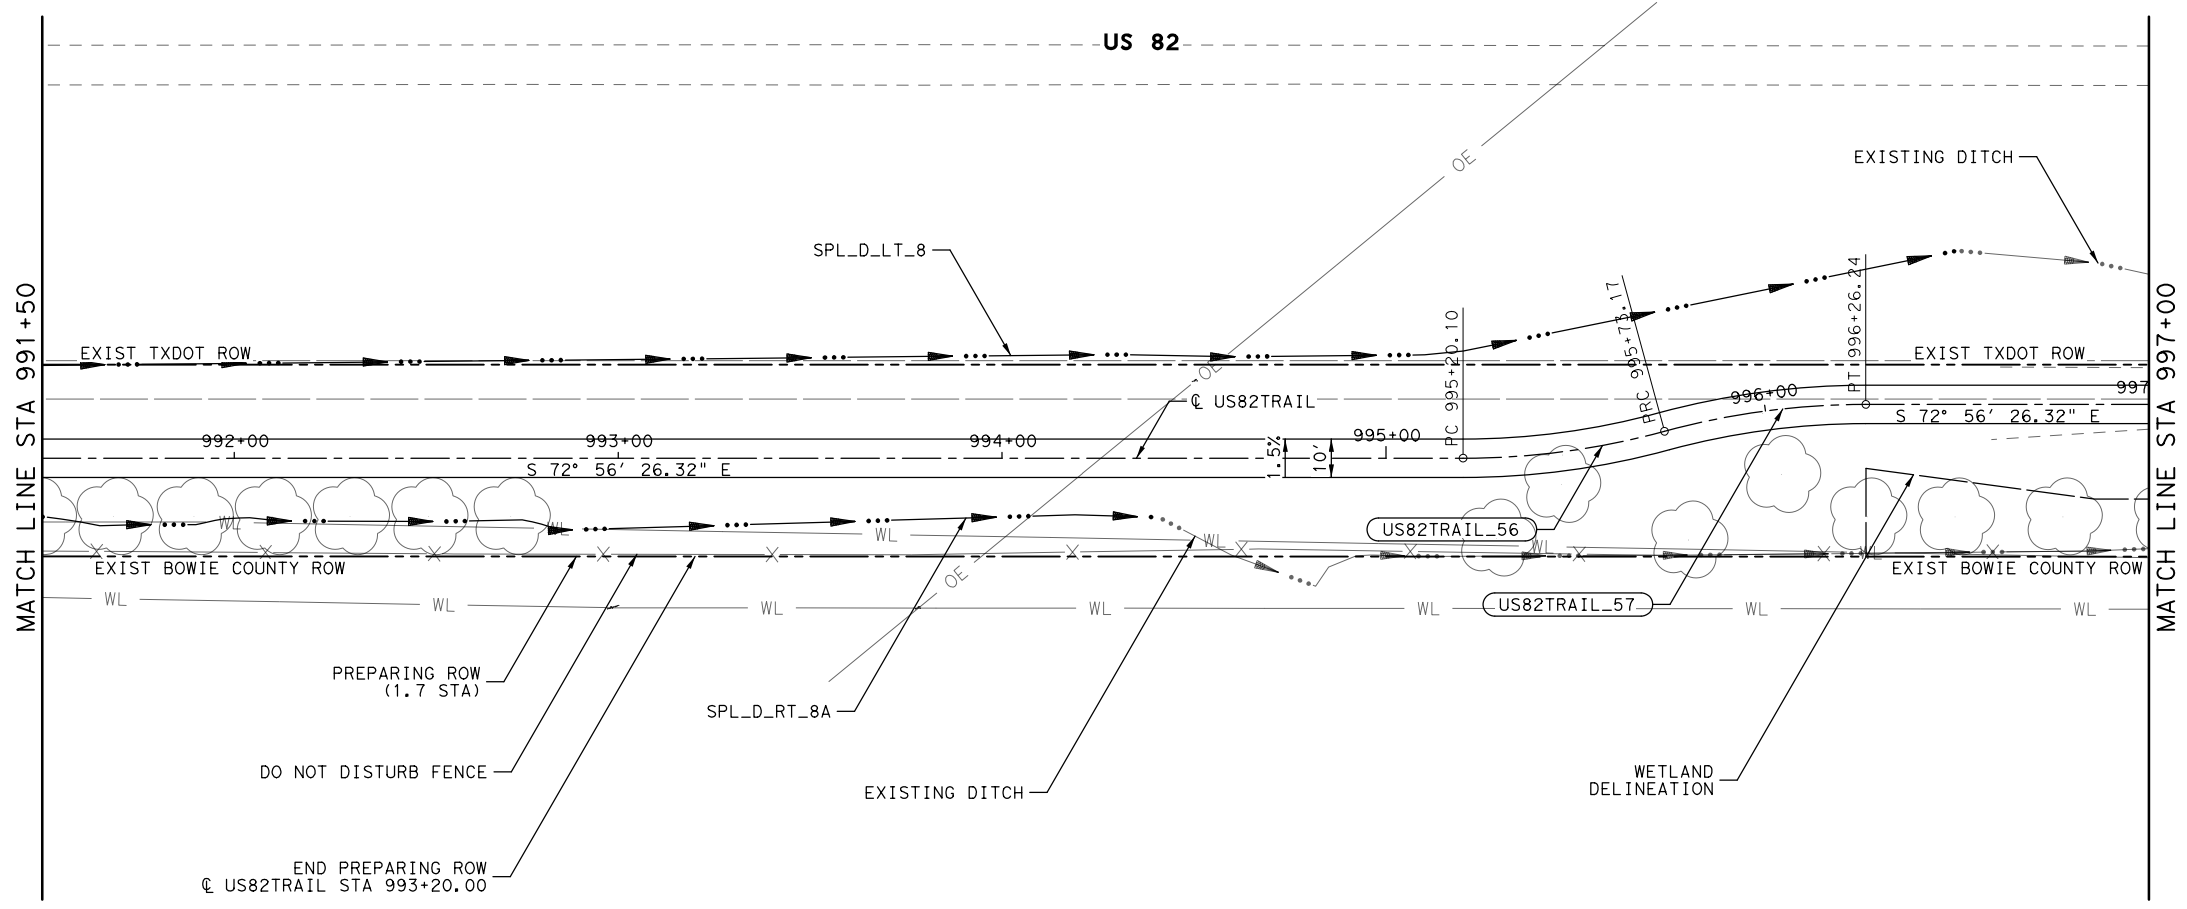 US 82
EXISTING DITCH
SPL_D_LT_8
OE
MATCH LINE STA 991+50
MATCH LINE STA 997+00
EXIST TXDOT ROW
EXIST TXDOT ROW
OE
PC 995+20.10
PRC 995+73.17
PT 996+26.24
℄ US82TRAIL
992+00
993+00
994+00
995+00
996+00
997
S 72° 56' 26.32" E
S 72° 56' 26.32" E
1.5%
10'
WL
WL
WL
WL
WL
WL
US82TRAIL_56
EXIST BOWIE COUNTY ROW
EXIST BOWIE COUNTY ROW
OE
WL
WL
WL
WL
WL
WL
WL
US82TRAIL_57
PREPARING ROW
(1.7 STA)
SPL_D_RT_8A
DO NOT DISTURB FENCE
EXISTING DITCH
WETLAND
DELINEATION
END PREPARING ROW
℄ US82TRAIL STA 993+20.00